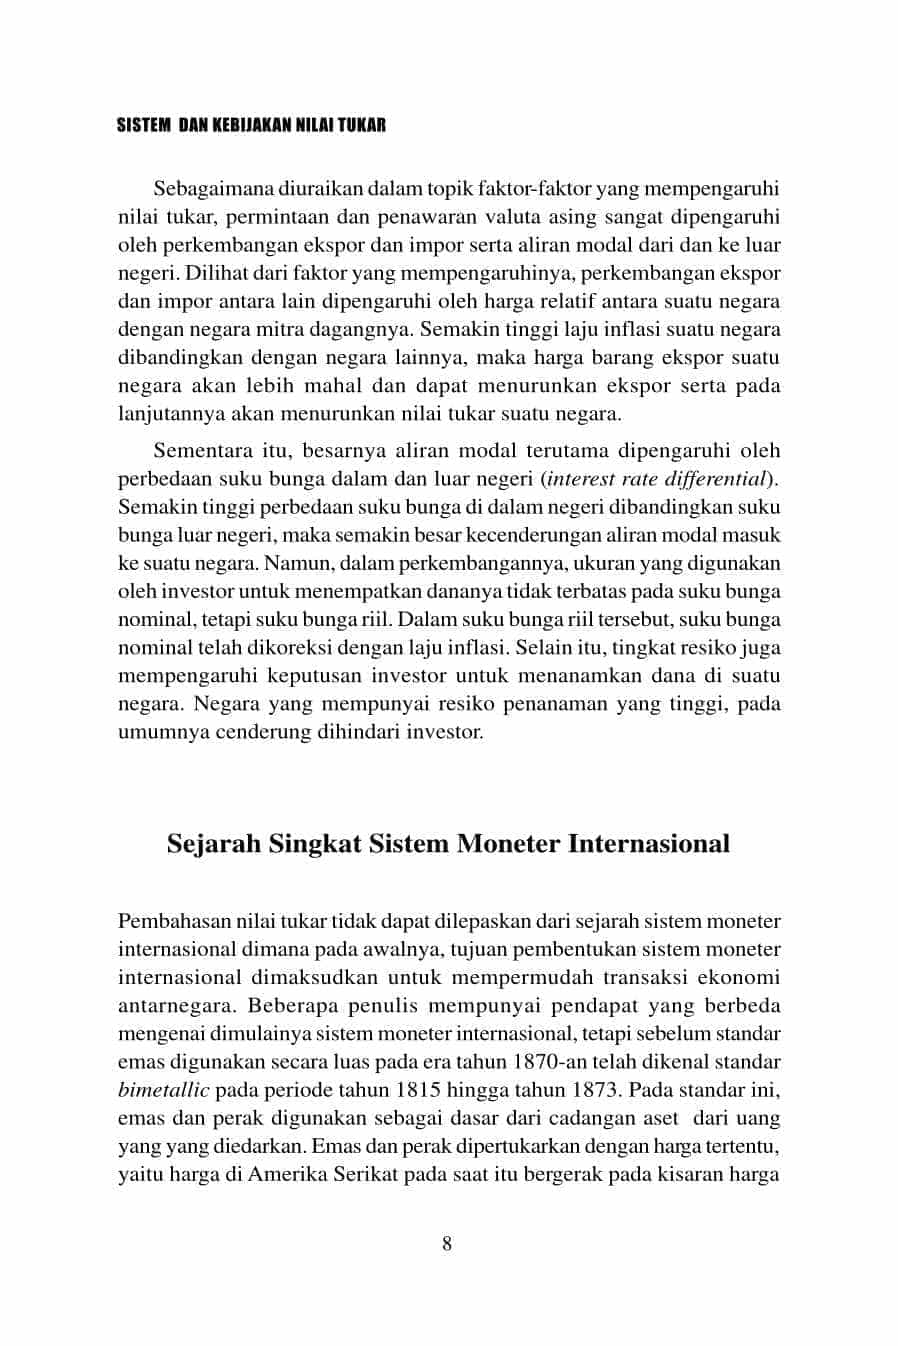 SISTEM DAN KEBIJAKAN NILAI TUKAR
Sebagaimana diuraikan dalam topik faktor-faktor yang mempengaruhi
nilai tukar, permintaan dan penawaran valuta asing sangat dipengaruhi
oleh perkembangan ekspor dan impor serta aliran modal dari dan ke luar
negeri. Dilihat dari faktor yang mempengaruhinya, perkembangan ekspor
dan impor antara lain dipengaruhi oleh harga relatif antara suatu negara
dengan negara mitra dagangnya. Semakin tinggi laju inflasi suatu negara
dibandingkan dengan negara lainnya, maka harga barang ekspor suatu
negara akan lebih mahal dan dapat menurunkan ekspor serta pada
lanjutannya akan menurunkan nilai tukar suatu negara.
Sementara itu, besarnya aliran modal terutama dipengaruhi oleh
perbedaan suku bunga dalam dan luar negeri (interest rate differential).
Semakin tinggi perbedaan suku bunga di dalam negeri dibandingkan suku
bunga luar negeri, maka semakin besar kecenderungan aliran modal masuk
ke suatu negara. Namun, dalam perkembangannya, ukuran yang digunakan
oleh investor untuk menempatkan dananya tidak terbatas pada suku bunga
nominal, tetapi suku bunga riil. Dalam suku bunga riil tersebut, suku bunga
nominal telah dikoreksi dengan laju inflasi. Selain itu, tingkat resiko juga
mempengaruhi keputusan investor untuk menanamkan dana di suatu
negara. Negara yang mempunyai resiko penanaman yang tinggi, pada
umumnya cenderung dihindari investor.
Sejarah Singkat Sistem Moneter Internasional
Pembahasan nilai tukar tidak dapat dilepaskan dari sejarah sistem moneter
internasional dimana pada awalnya, tujuan pembentukan sistem moneter
internasional dimaksudkan untuk mempermudah transaksi ekonomi
antarnegara. Beberapa penulis mempunyai pendapat yang berbeda
mengenai dimulainya sistem moneter internasional, tetapi sebelum standar
emas digunakan secara luas pada era tahun 1870-an telah dikenal standar
bimetallic pada periode tahun 1815 hingga tahun 1873. Pada standar ini,
emas dan perak digunakan sebagai dasar dari cadangan aset dari uang
yang yang diedarkan. Emas dan perak dipertukarkan dengan harga tertentu,
yaitu harga di Amerika Serikat pada saat itu bergerak pada kisaran harga
8